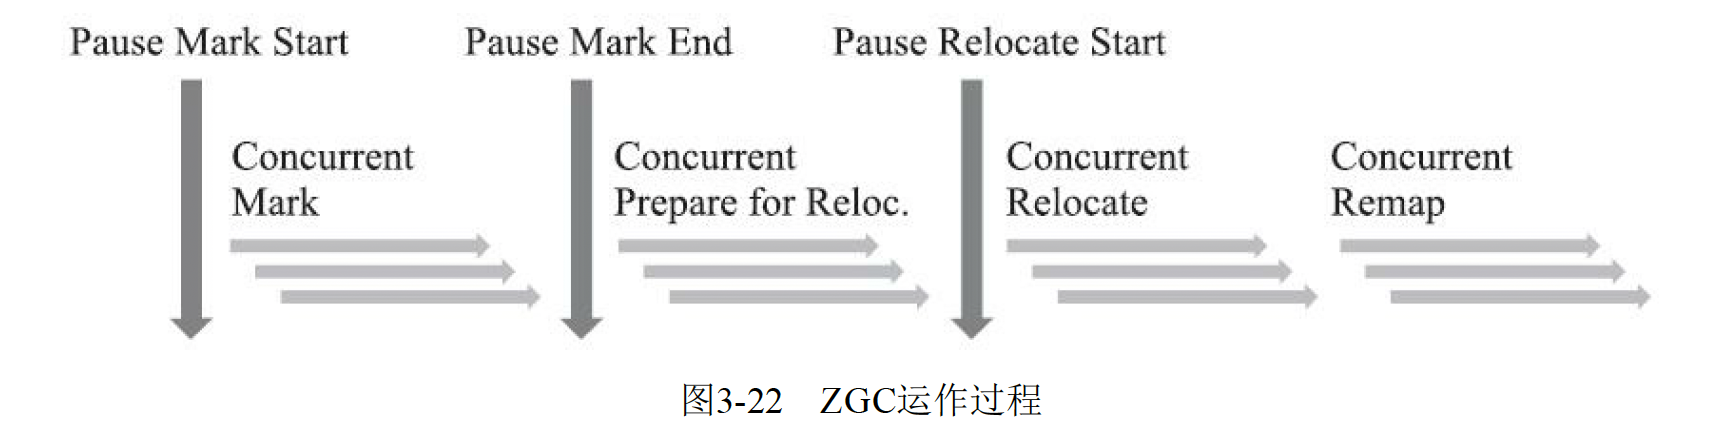 Pause Mark Start
Pause Mark End
Pause Relocate Start
Concurrent
Mark
Concurrent
Prepare for Reloc.
Concurrent
Relocate
Concurrent
Remap
图3-22 ZGC运作过程